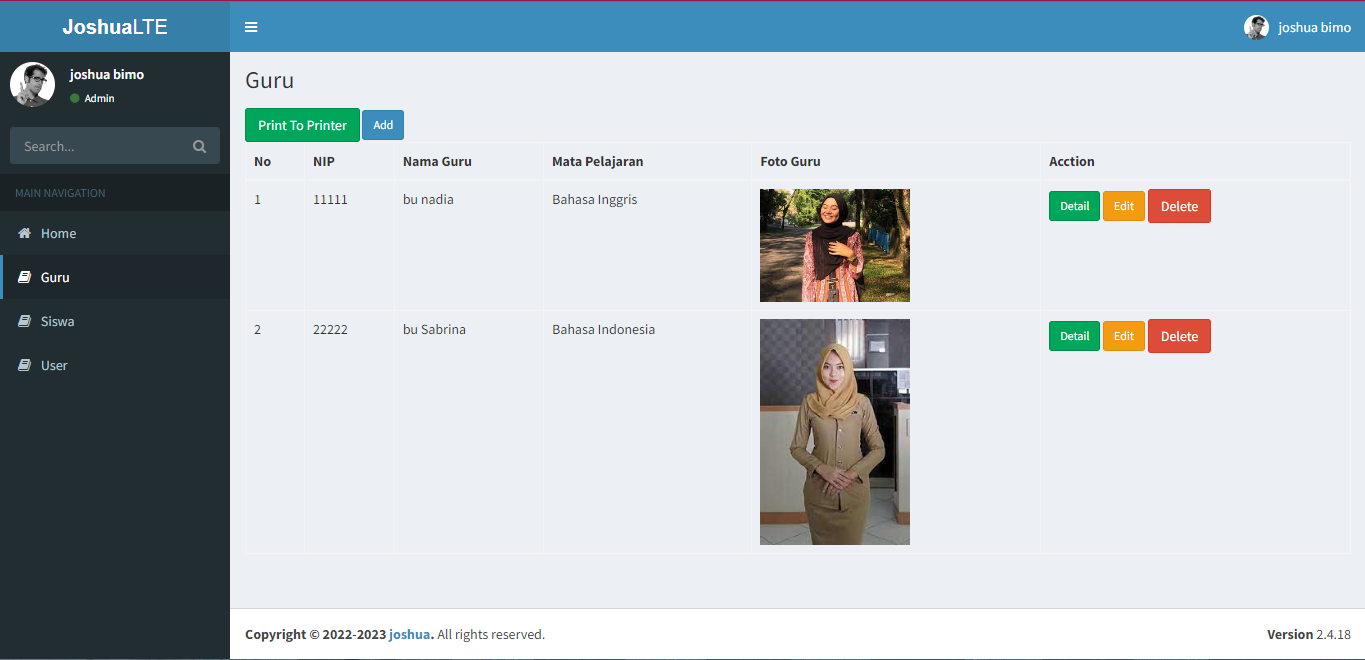 JoshuaLTE
joshua bimo
joshua bimo
Admin
Search...
MAIN NAVIGATION
Home
Guru
Siswa
User
Guru
Print To Printer Add
No NIP Nama Guru Mata Pelajaran Foto Guru Acction
1 11111 bu nadia Bahasa Inggris Detail Edit Delete
2 22222 bu Sabrina Bahasa Indonesia Detail Edit Delete
Copyright © 2022-2023 joshua. All rights reserved. Version 2.4.18